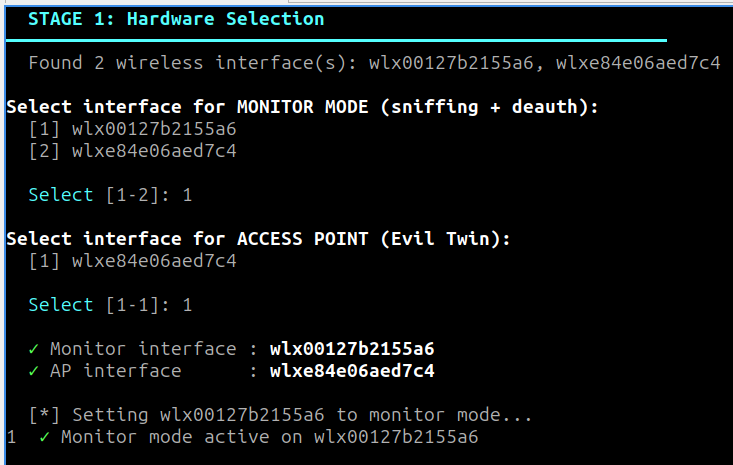 STAGE 1: Hardware Selection
Found 2 wireless interface(s): wlx00127b2155a6, wlxe84e06aed7c4
Select interface for MONITOR MODE (sniffing + deauth):
[1] wlx00127b2155a6
[2] wlxe84e06aed7c4
Select [1-2]: 1
Select interface for ACCESS POINT (Evil Twin):
[1] wlxe84e06aed7c4
Select [1-1]: 1
✓ Monitor interface : wlx00127b2155a6
✓ AP interface      : wlxe84e06aed7c4
[*] Setting wlx00127b2155a6 to monitor mode...
1  ✓ Monitor mode active on wlx00127b2155a6